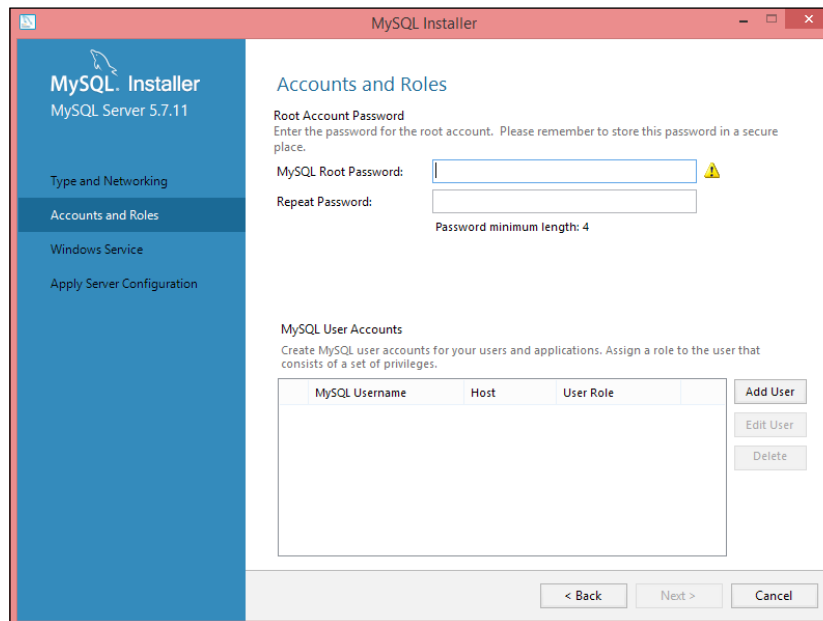 MySQL Installer
MySQL. Installer
MySQL Server 5.7.11
Type and Networking
Accounts and Roles
Windows Service
Apply Server Configuration
Accounts and Roles
Root Account Password
Enter the password for the root account. Please remember to store this password in a secure
place.
MySQL Root Password:
Repeat Password:
Password minimum length: 4
MySQL User Accounts
Create MySQL user accounts for your users and applications. Assign a role to the user that
consists of a set of privileges.
MySQL Username Host User Role
Add User
Edit User
Delete
< Back Next > Cancel